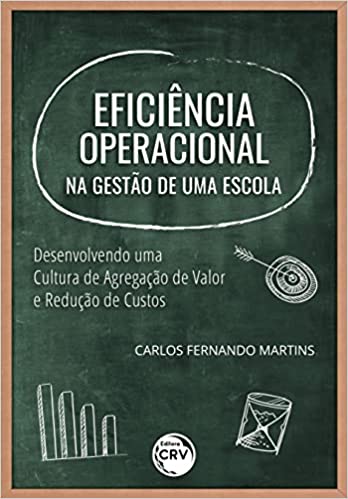 EFICIÊNCIA
OPERACIONAL
NA GESTÃO DE UMA ESCOLA
Desenvolvendo uma
Cultura de Agregação de Valor
e Redução de Custos
CARLOS FERNANDO MARTINS
Editora
CRV